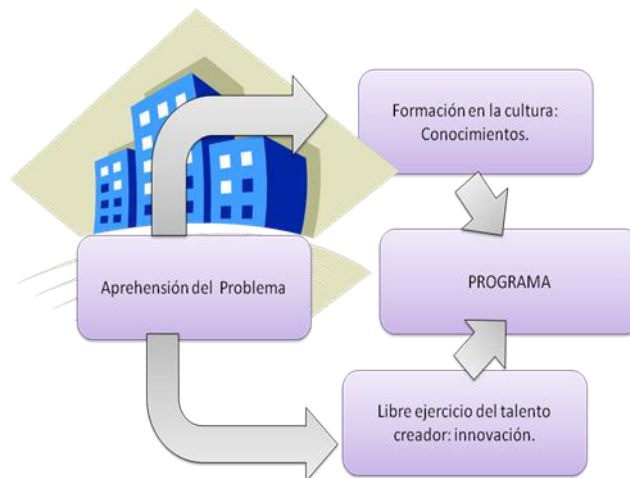 Formación en la cultura:
Conocimientos.
Aprehensión del Problema
PROGRAMA
Libre ejercicio del talento
creador: innovación.